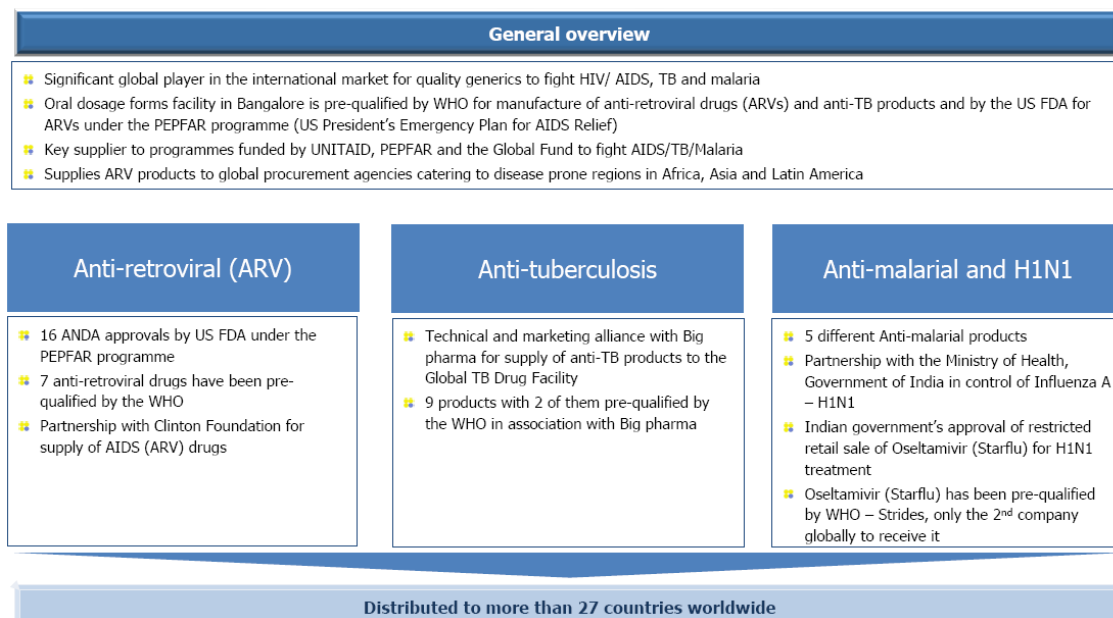 General overview
Significant global player in the international market for quality generics to fight HIV/ AIDS, TB and malaria
Oral dosage forms facility in Bangalore is pre-qualified by WHO for manufacture of anti-retroviral drugs (ARVs) and anti-TB products and by the US FDA for
ARVs under the PEPFAR programme (US President's Emergency Plan for AIDS Relief)
Key supplier to programmes funded by UNITAID, PEPFAR and the Global Fund to fight AIDS/TB/Malaria
Supplies ARV products to global procurement agencies catering to disease prone regions in Africa, Asia and Latin America
Anti-retroviral (ARV)
16 ANDA approvals by US FDA under the
PEPFAR programme
7 anti-retroviral drugs have been pre-
qualified by the WHO
Partnership with Clinton Foundation for
supply of AIDS (ARV) drugs
Anti-tuberculosis
Technical and marketing alliance with Big
pharma for supply of anti-TB products to the
Global TB Drug Facility
9 products with 2 of them pre-qualified by
the WHO in association with Big pharma
Anti-malarial and H1N1
5 different Anti-malarial products
Partnership with the Ministry of Health,
Government of India in control of Influenza A
– H1N1
Indian government's approval of restricted
retail sale of Oseltamivir (Starflu) for H1N1
treatment
Oseltamivir (Starflu) has been pre-qualified
by WHO – Strides, only the 2nd company
globally to receive it
Distributed to more than 27 countries worldwide